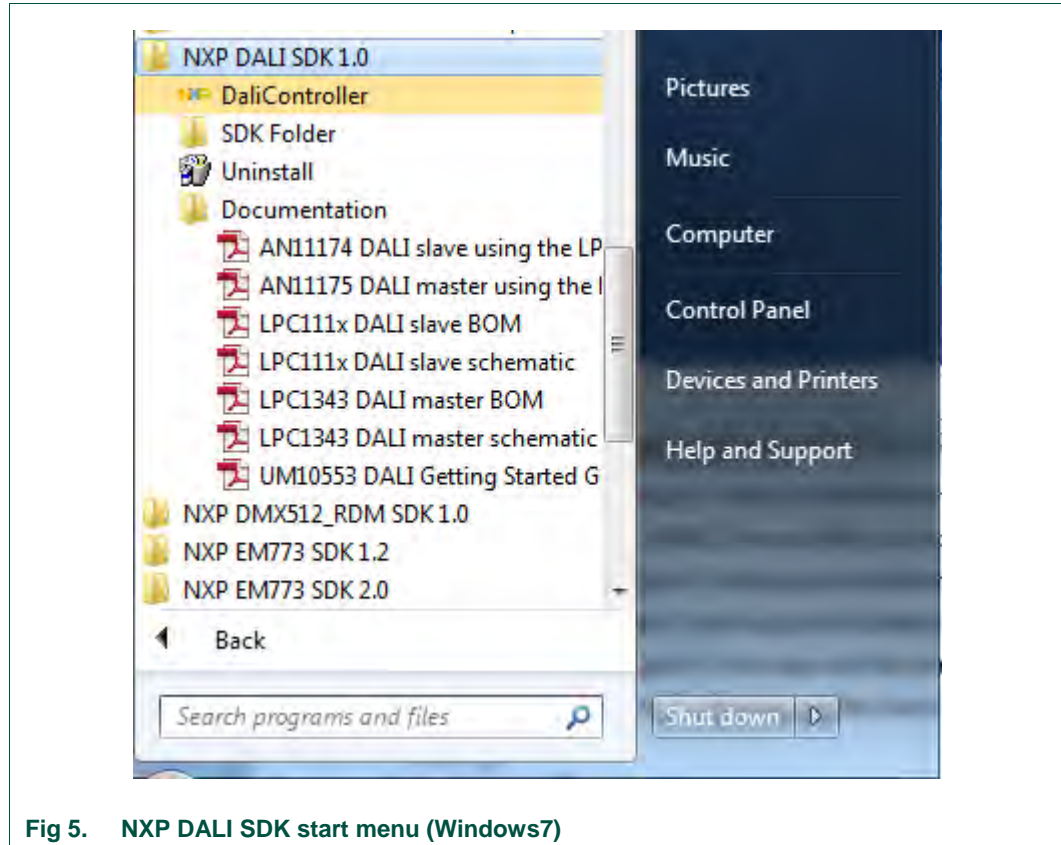 NXP DALI SDK 1.0
DaliController
SDK Folder
Uninstall
Documentation
AN11174 DALI slave using the LP
AN11175 DALI master using the l
LPC111x DALI slave BOM
LPC111x DALI slave schematic
LPC1343 DALI master BOM
LPC1343 DALI master schematic
UM10553 DALI Getting Started G
NXP DMX512_RDM SDK 1.0
NXP EM773 SDK 1.2
NXP EM773 SDK 2.0
Back
Search programs and files
Pictures
Music
Computer
Control Panel
Devices and Printers
Help and Support
Shut down
Fig 5. NXP DALI SDK start menu (Windows7)